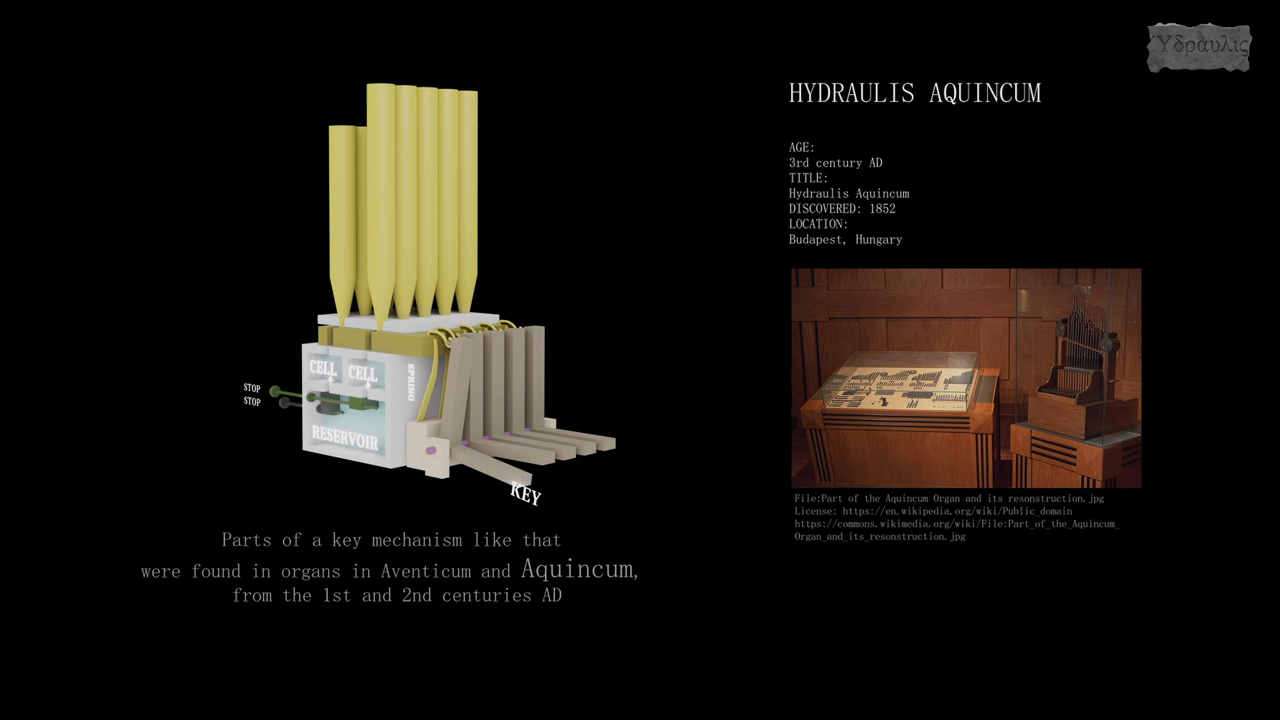 Ὕδραυλις
HYDRAULIS AQUINCUM
AGE:
3rd century AD
TITLE:
Hydraulis Aquincum
DISCOVERED: 1852
LOCATION:
Budapest, Hungary
STOP
STOP
CELL
CELL
SPRING
RESERVOIR
KEY
File:Part of the Aquincum Organ and its resonstruction.jpg
License: https://en.wikipedia.org/wiki/Public_domain
https://commons.wikimedia.org/wiki/File:Part_of_the_Aquincum_
Organ_and_its_resonstruction.jpg
Parts of a key mechanism like that
were found in organs in Aventicum and Aquincum,
from the 1st and 2nd centuries AD